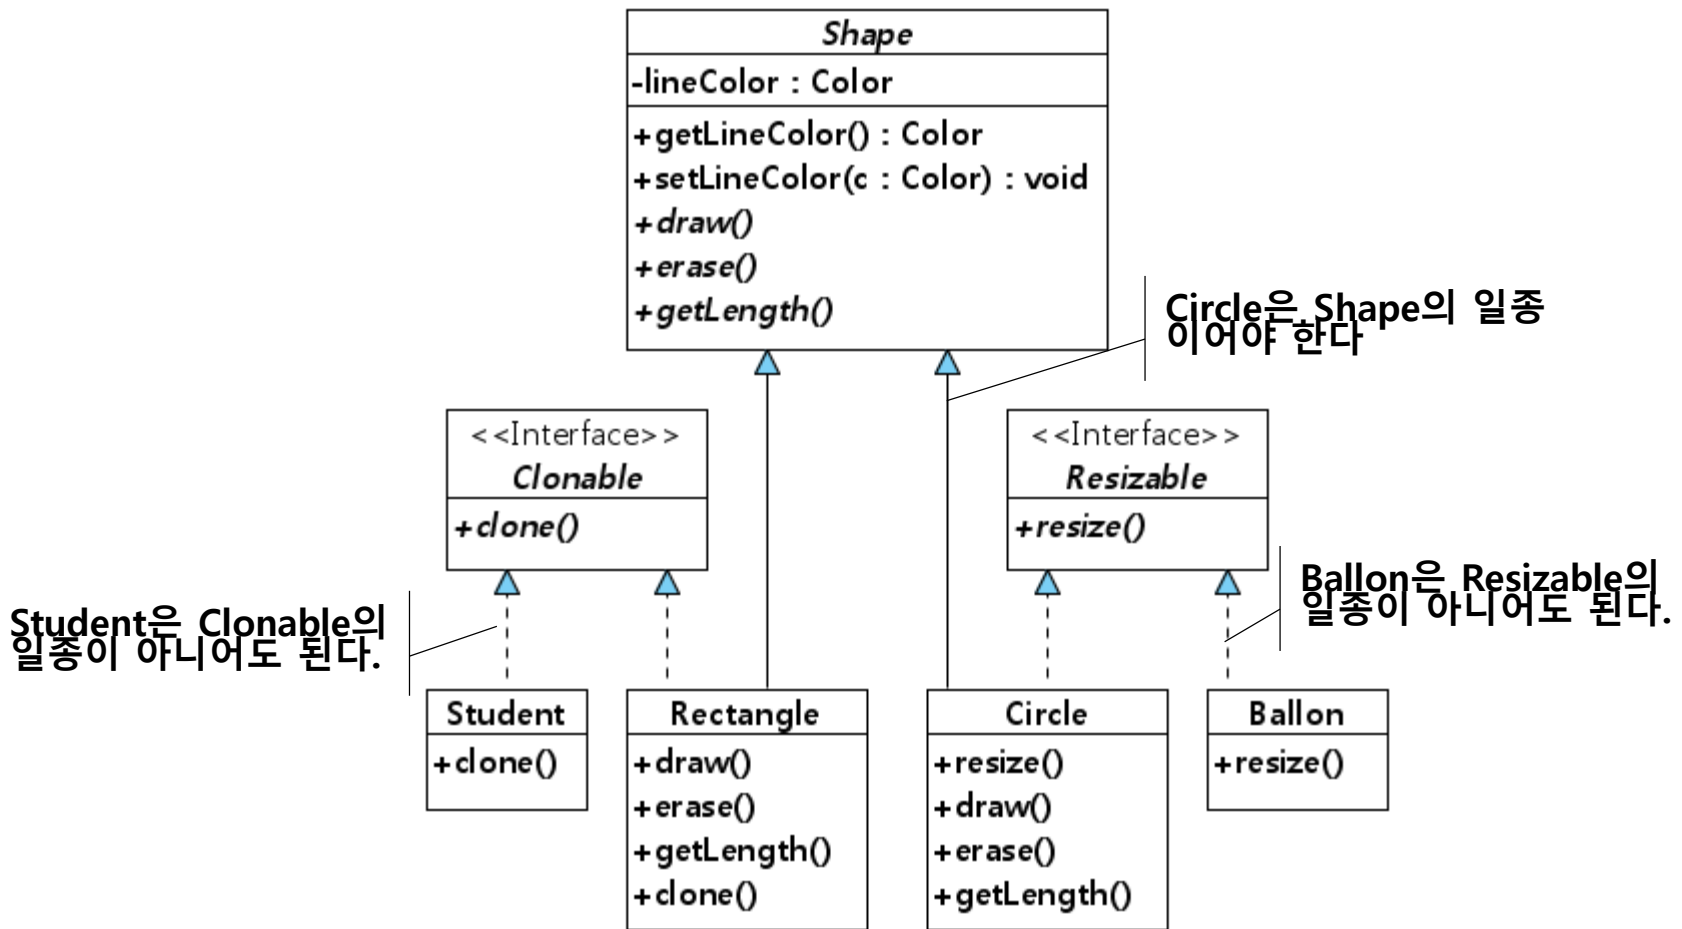 Shape
-lineColor : Color
+getLineColor() : Color
+setLineColor(c : Color) : void
+draw()
+erase()
+getLength()
Circle은 Shape의 일종
이어야 한다
<<Interface>>
Clonable
+clone()
<<Interface>>
Resizable
+resize()
Student은 Clonable의
일종이 아니어도 된다.
Ballon은 Resizable의
일종이 아니어도 된다.
Student
+clone()
Rectangle
+draw()
+erase()
+getLength()
+clone()
Circle
+resize()
+draw()
+erase()
+getLength()
Ballon
+resize()